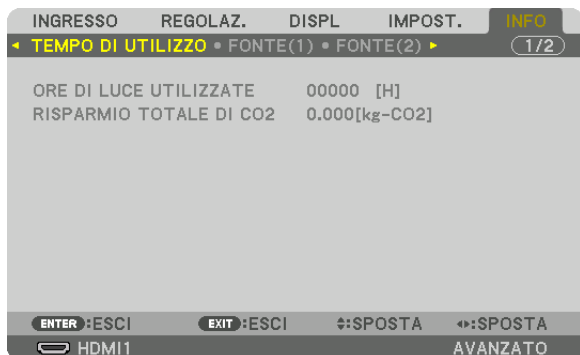 INGRESSO REGOLAZ. DISPL IMPOST. INFO
◂ TEMPO DI UTILIZZO • FONTE(1) • FONTE(2) ▸ 1/2
ORE DI LUCE UTILIZZATE 00000 [H]
RISPARMIO TOTALE DI CO2 0.000[kg-CO2]
ENTER :ESCI EXIT :ESCI ♦:SPOSTA ◂▸:SPOSTA
HDMI1 AVANZATO